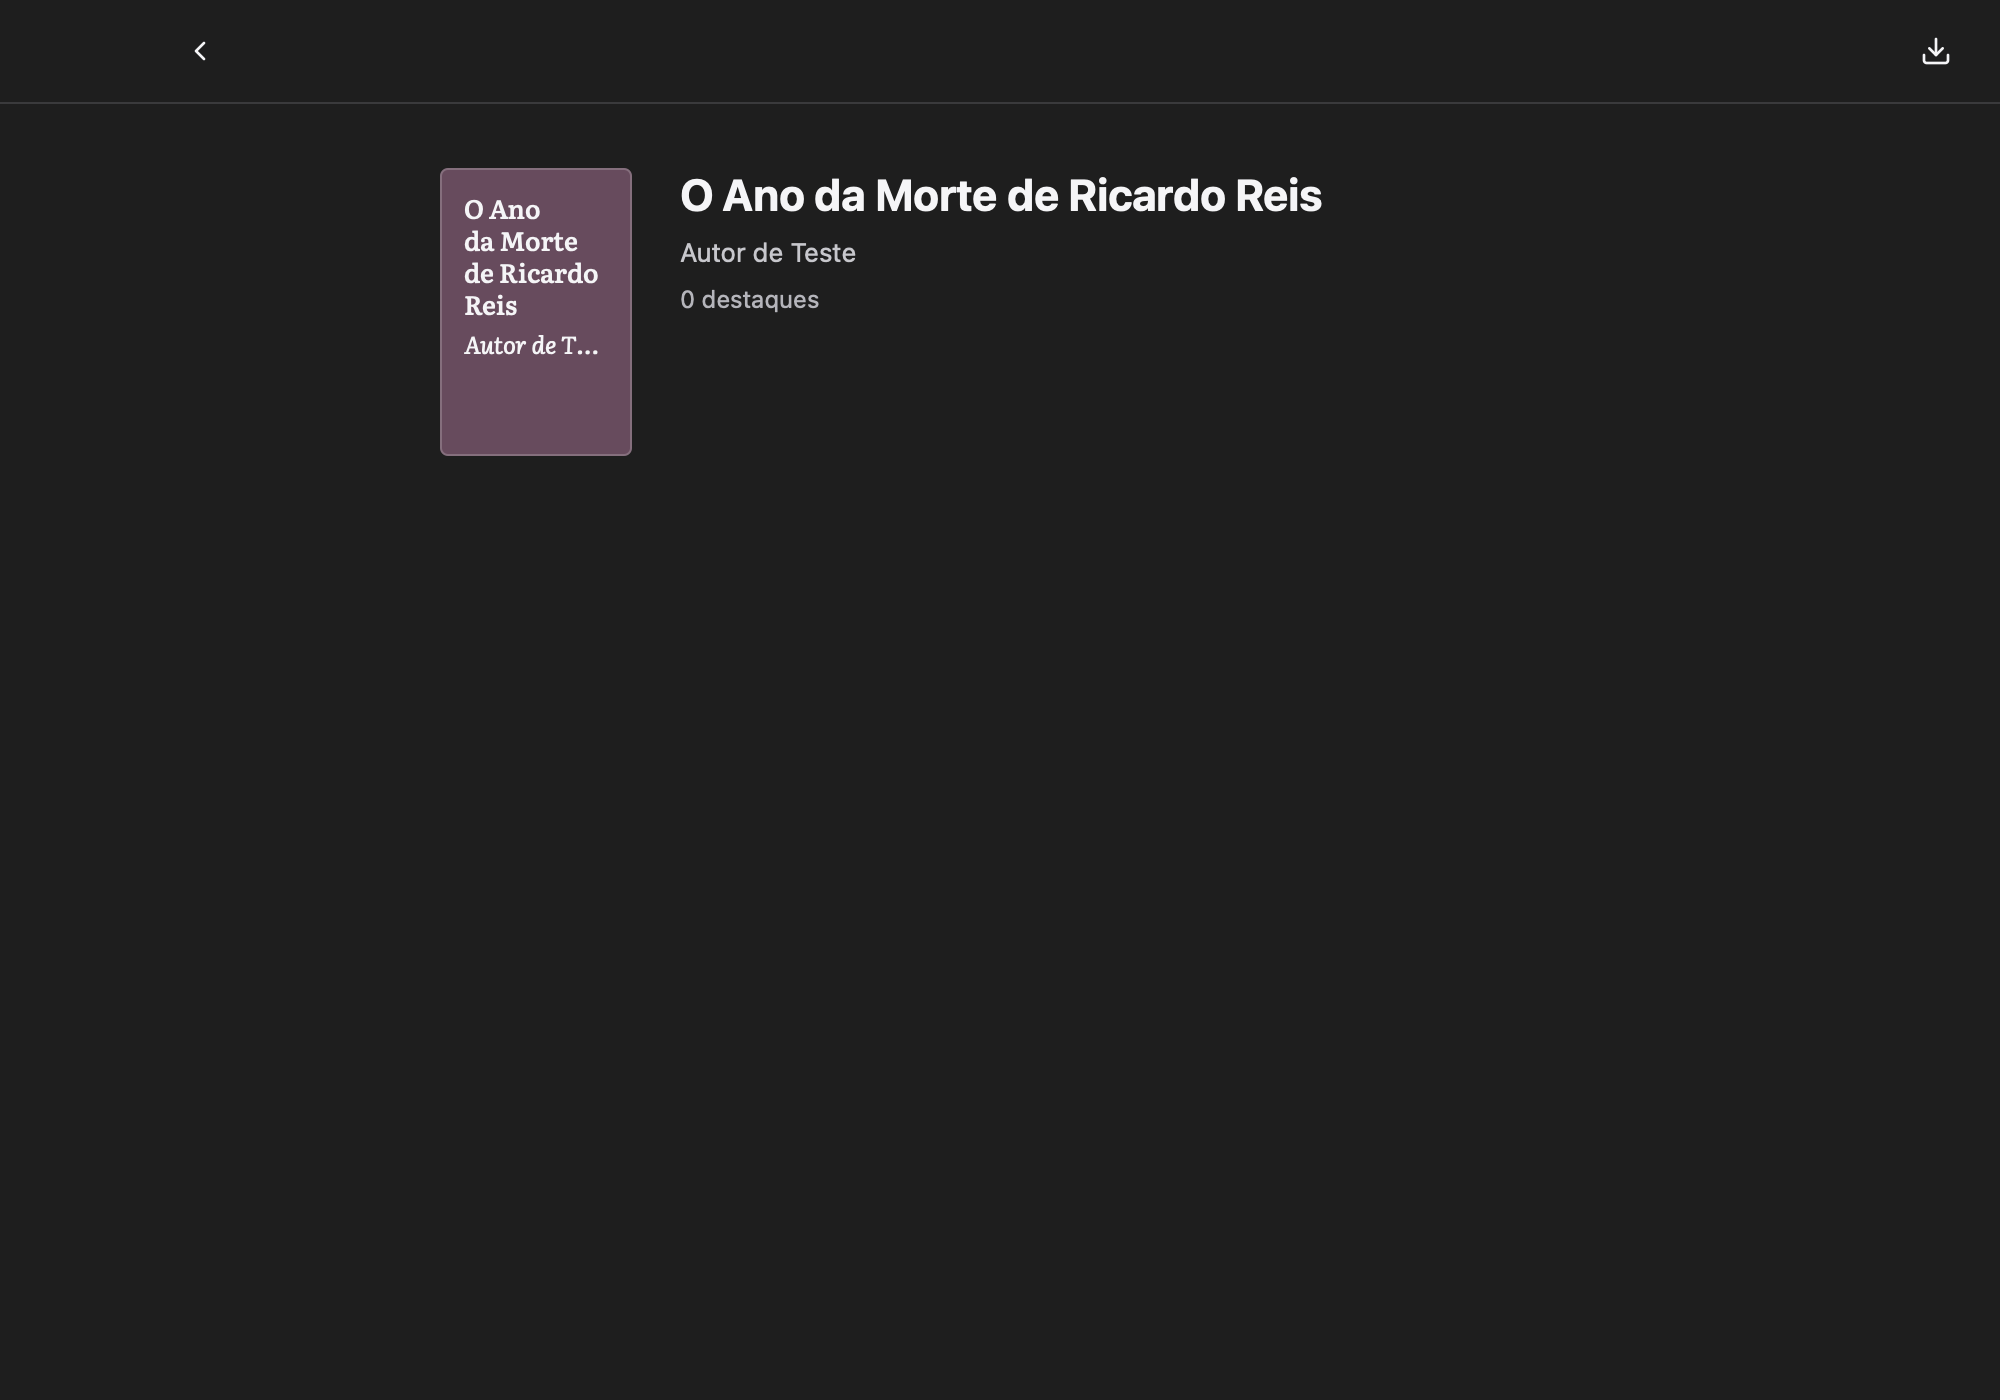 O Ano
da Morte
de Ricardo
Reis
Autor de T...
O Ano da Morte de Ricardo Reis
Autor de Teste
0 destaques